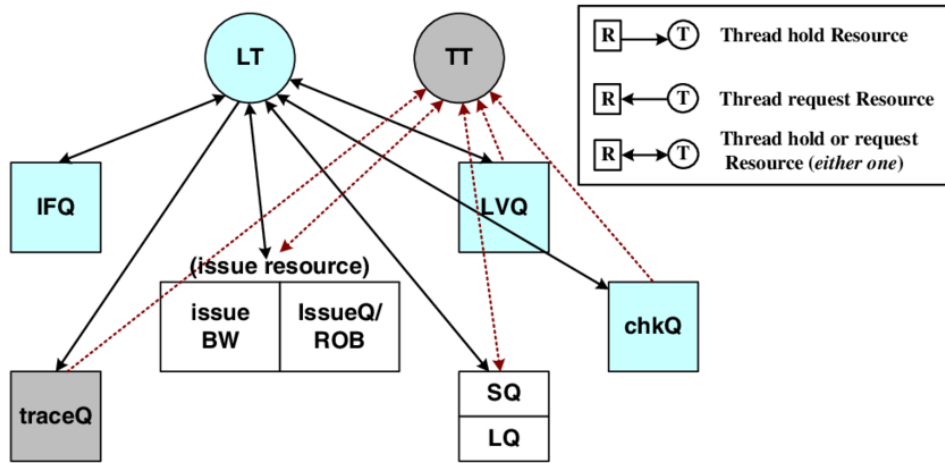 LT
TT
R
T
Thread hold Resource
R
T
Thread request Resource
R
T
Thread hold or request
Resource (either one)
IFQ
LVQ
(issue resource)
issue
BW
IssueQ/
ROB
chkQ
traceQ
SQ
LQ